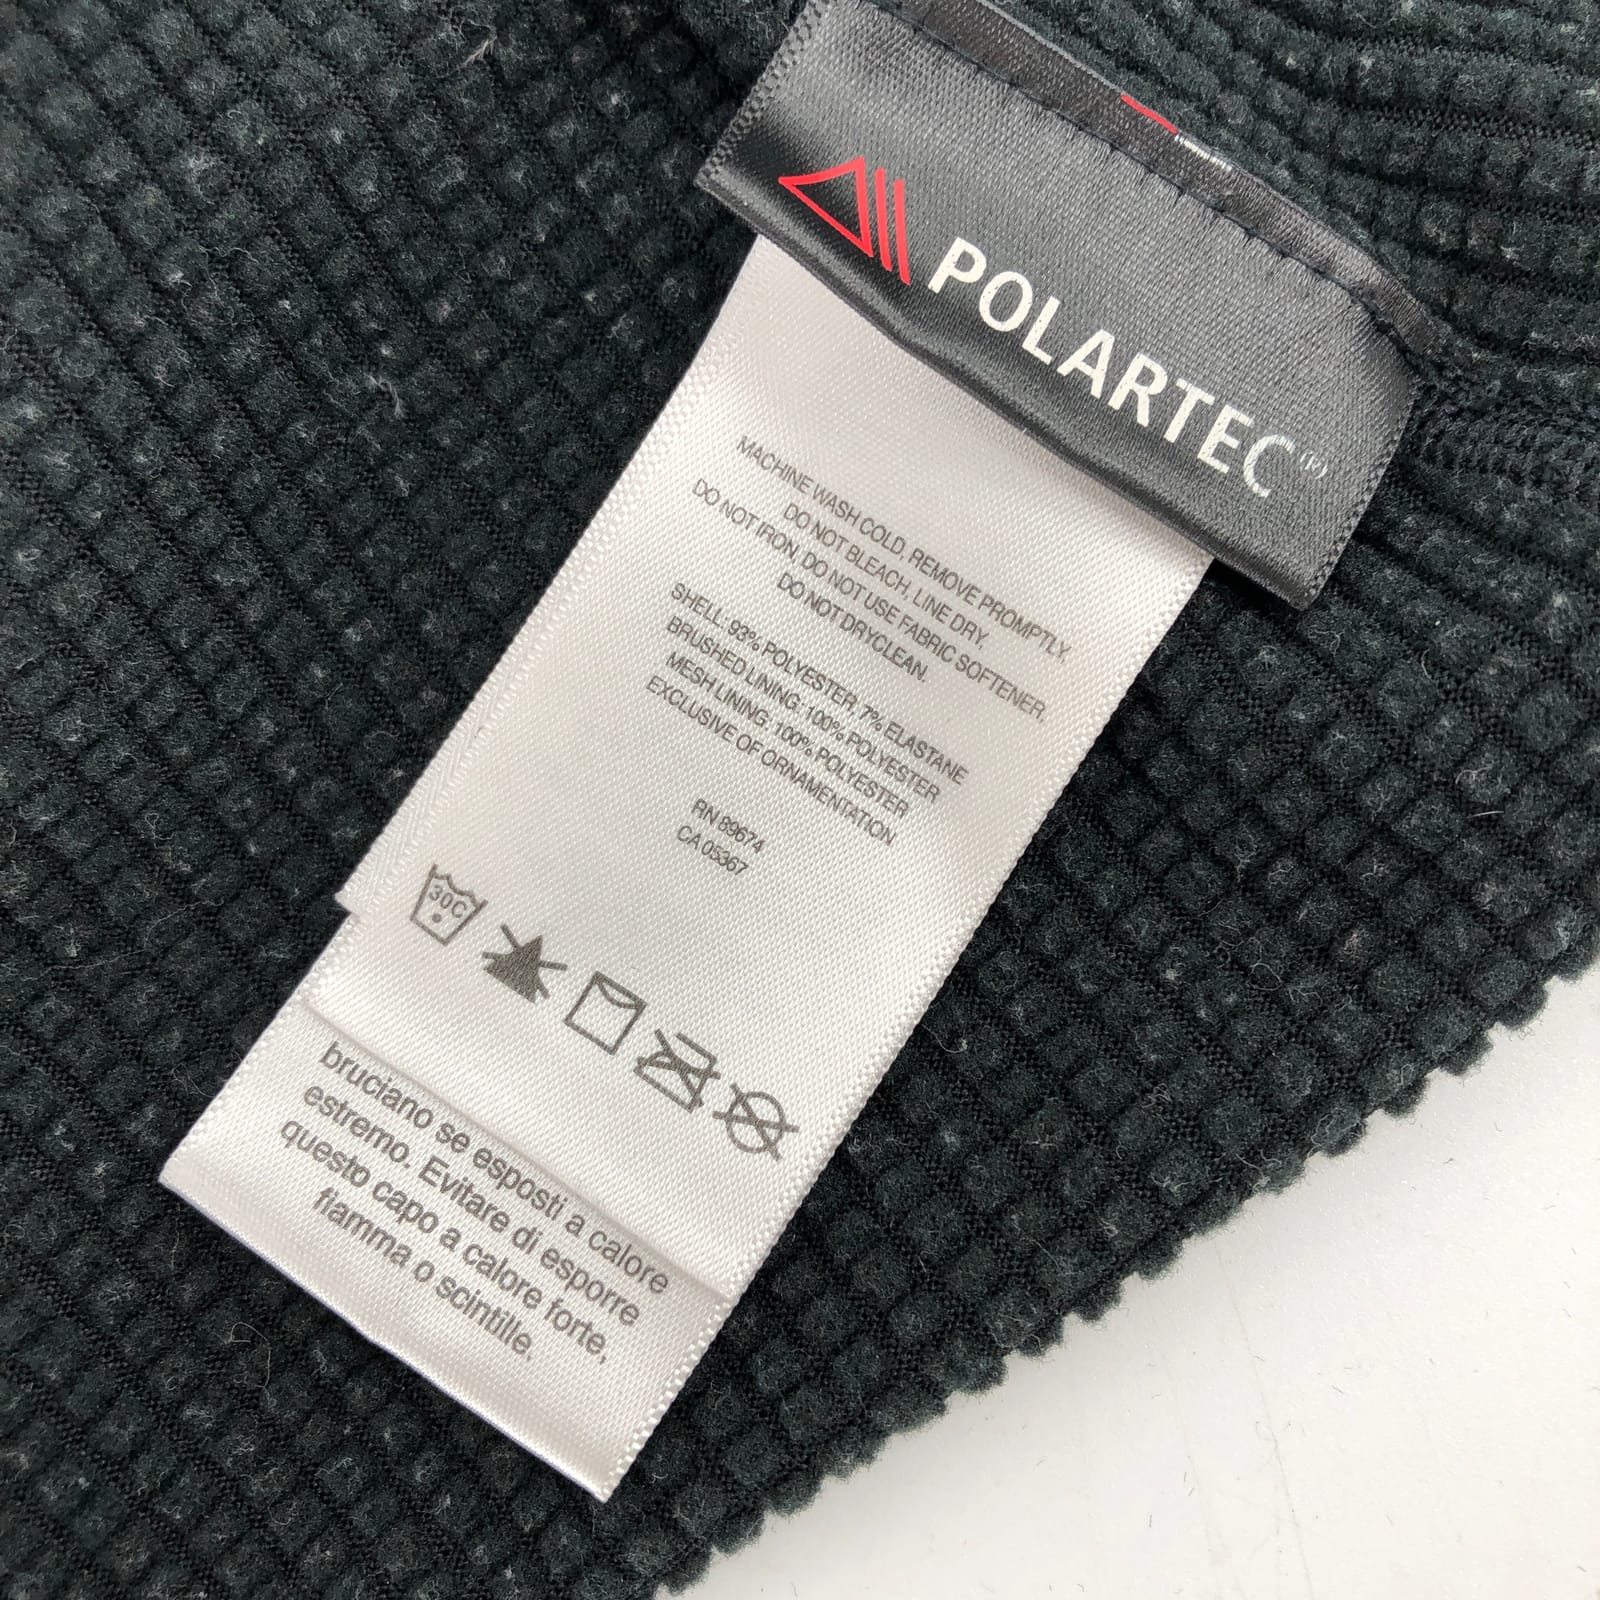 POLARTEC®
MACHINE WASH COLD. REMOVE PROMPTLY,
DO NOT BLEACH, LINE DRY,
DO NOT IRON, DO NOT USE FABRIC SOFTENER,
DO NOT DRYCLEAN.
SHELL: 93% POLYESTER, 7% ELASTANE
BRUSHED LINING: 100% POLYESTER
MESH LINING: 100% POLYESTER
EXCLUSIVE OF ORNAMENTATION
RN 89674
CA 05367
30C
bruciano se esposti a calore
estremo. Evitare di esporre
questo capo a calore forte,
fiamma o scintille.